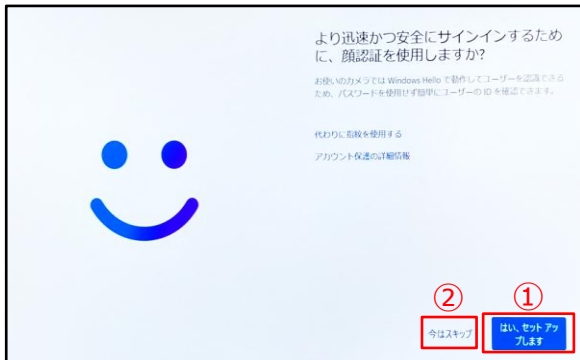 より迅速かつ安全にサインインするため
に、顔認証を使用しますか?
お使いのカメラでは Windows Hello で動作してユーザーを認識できる
ため、パスワードを使用せず簡単にユーザーの ID を確認できます。
代わりに指紋を使用する
アカウント保護の詳細情報
②
①
今はスキップ
はい、セット アッ
プします